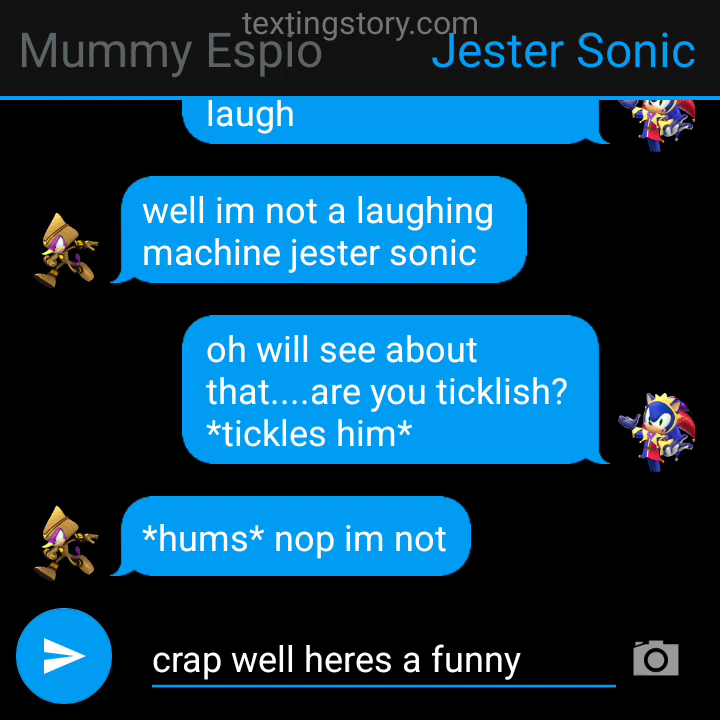 textingstory.com
Mummy Espio
Jester Sonic
laugh
well im not a laughing
machine jester sonic
oh will see about
that....are you ticklish?
*tickles him*
*hums* nop im not
crap well heres a funny